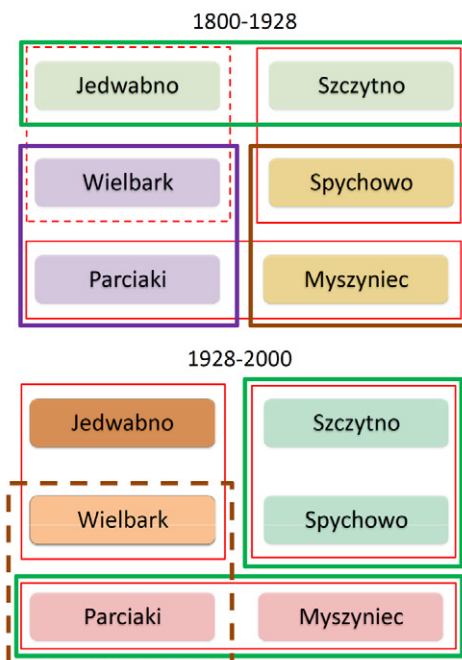 1800-1928
Jedwabno Szczytno
Wielbark Spychowo
Parciaki Myszyniec
1928-2000
Jedwabno Szczytno
Wielbark Spychowo
Parciaki Myszyniec